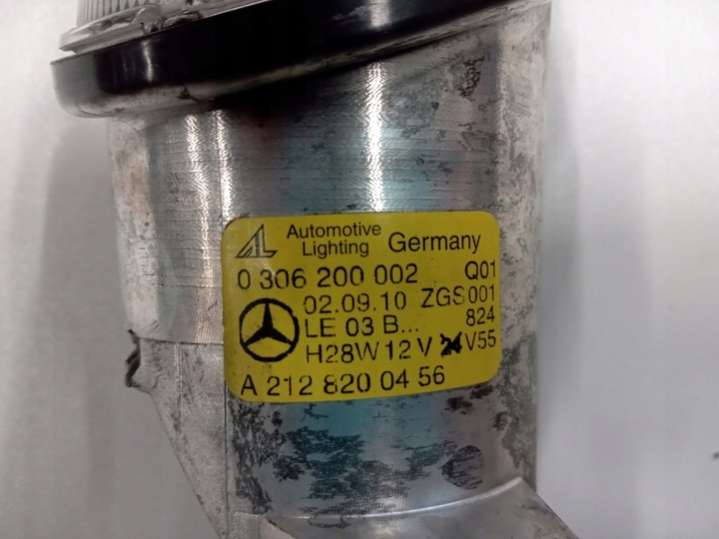 AL Automotive Lighting Germany
0 306 200 002 Q01
02.09.10 ZGS001
LE 03 B... 824
H28W 12 V 24 V55
A 212 820 04 56